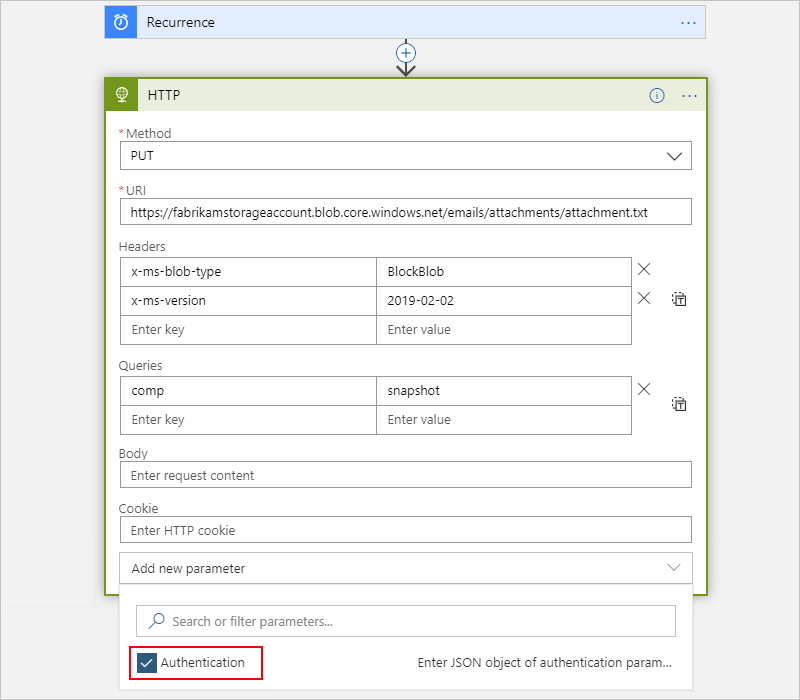 Recurrence
HTTP
* Method
PUT
* URI
https://fabrikamstorageaccount.blob.core.windows.net/emails/attachments/attachment.txt
Headers
x-ms-blob-type BlockBlob
x-ms-version 2019-02-02
Enter key Enter value
Queries
comp snapshot
Enter key Enter value
Body
Enter request content
Cookie
Enter HTTP cookie
Add new parameter
Search or filter parameters...
Authentication Enter JSON object of authentication param...